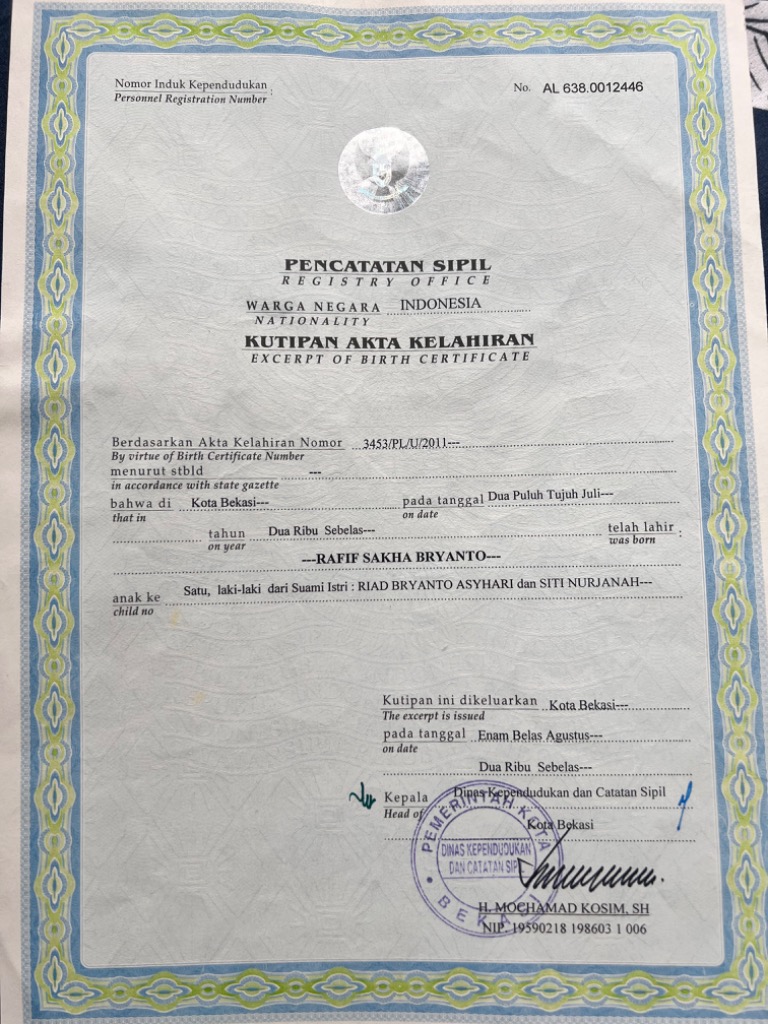 Nomor Induk Kependudukan :
Personnel Registration Number
No. AL 638.0012446
PENCATATAN SIPIL
REGISTRY OFFICE
WARGA NEGARA INDONESIA
NATIONALITY
KUTIPAN AKTA KELAHIRAN
EXCERPT OF BIRTH CERTIFICATE
Berdasarkan Akta Kelahiran Nomor 3453/PL/U/2011---
By virtue of Birth Certificate Number
menurut stbld ---
in accordance with state gazette
bahwa di Kota Bekasi--- pada tanggal Dua Puluh Tujuh Juli---
that in on date
tahun Dua Ribu Sebelas--- telah lahir :
on year was born
---RAFIF SAKHA BRYANTO---
anak ke Satu, laki-laki dari Suami Istri : RIAD BRYANTO ASYHARI dan SITI NURJANAH---
child no
Kutipan ini dikeluarkan Kota Bekasi---
The excerpt is issued
pada tanggal Enam Belas Agustus---
on date
Dua Ribu Sebelas---
Kepala Dinas Kependudukan dan Catatan Sipil
Head of
Kota Bekasi
PEMERINTAH KOTA
DINAS KEPENDUDUKAN
DAN CATATAN SIPIL
BEKASI
H. MOCHAMAD KOSIM, SH
NIP. 19590218 198603 1 006